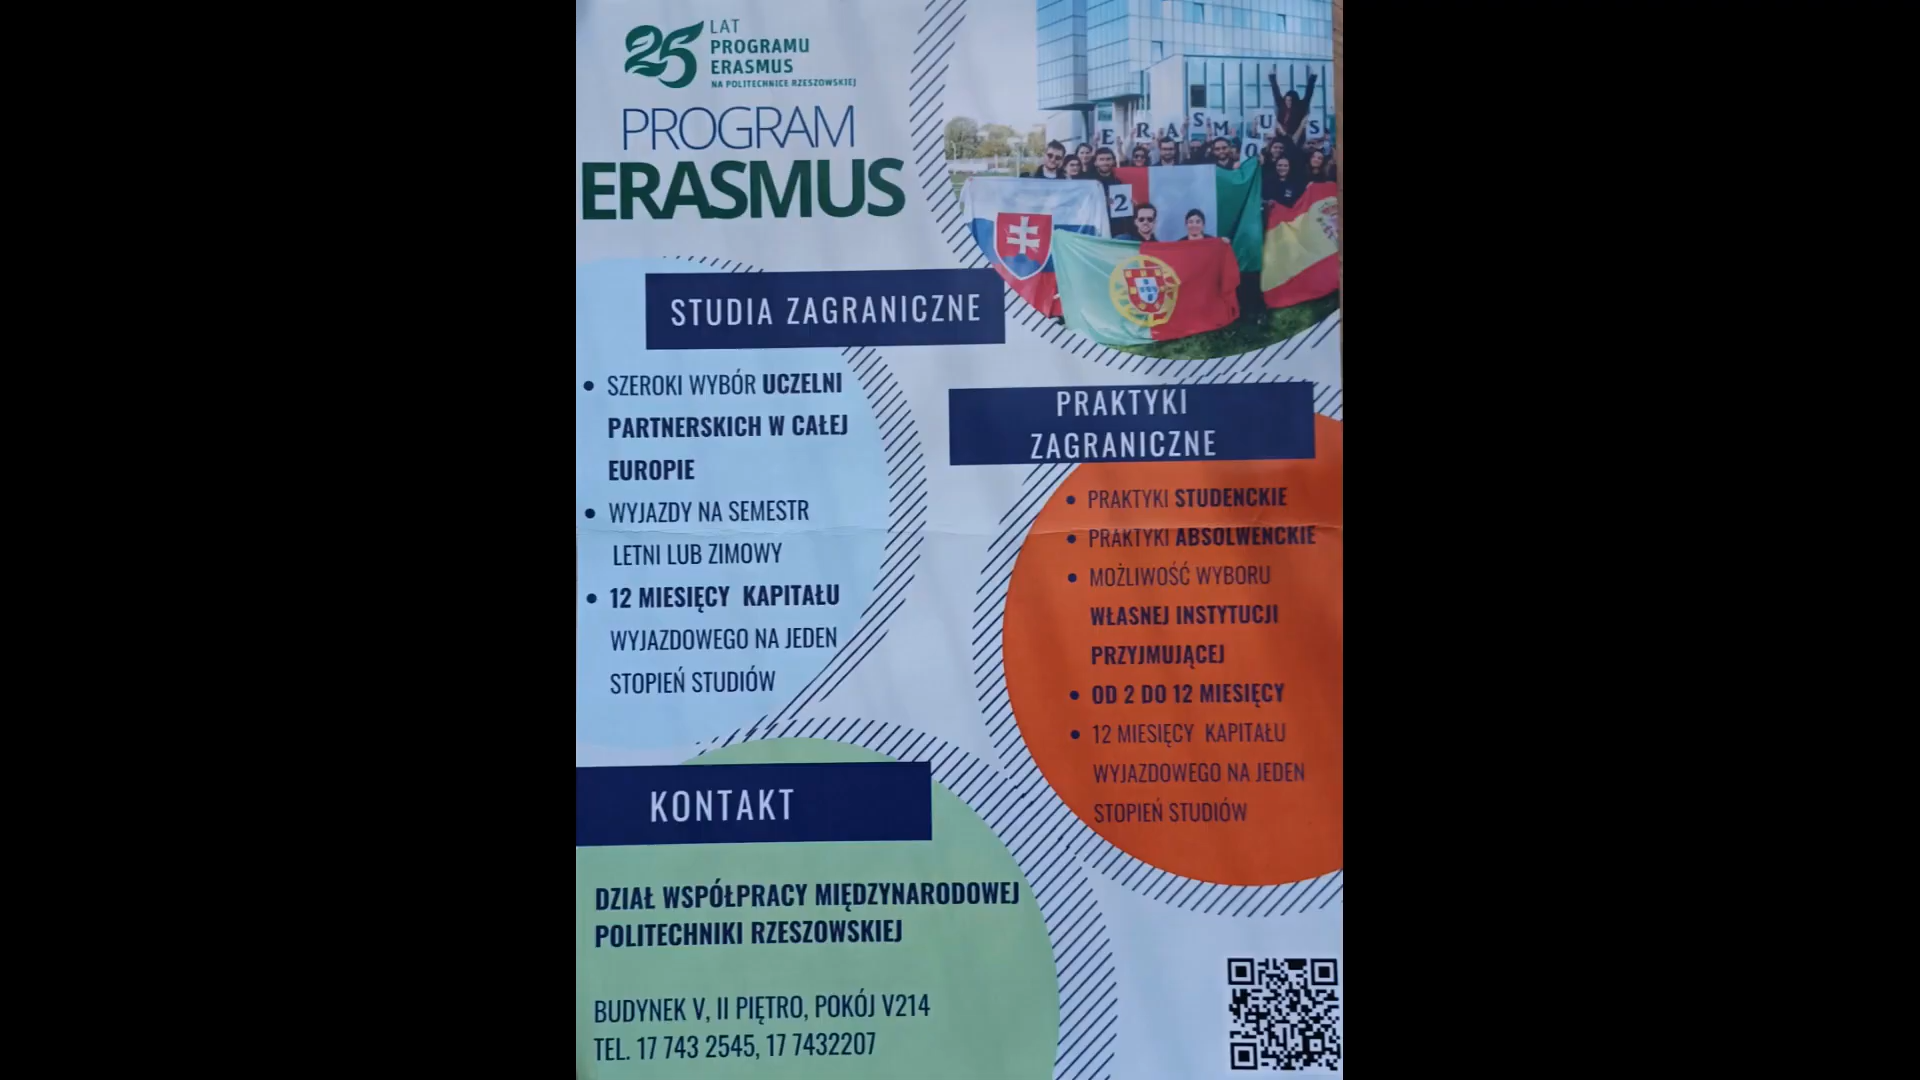 25 LAT
PROGRAMU
ERASMUS
NA POLITECHNICE RZESZOWSKIEJ
PROGRAM
ERASMUS
E R A S M U S
O
2
STUDIA ZAGRANICZNE
• SZEROKI WYBÓR UCZELNI
PARTNERSKICH W CAŁEJ
EUROPIE
• WYJAZDY NA SEMESTR
LETNI LUB ZIMOWY
• 12 MIESIĘCY KAPITAŁU
WYJAZDOWEGO NA JEDEN
STOPIEŃ STUDIÓW
PRAKTYKI
ZAGRANICZNE
• PRAKTYKI STUDENCKIE
• PRAKTYKI ABSOLWENCKIE
• MOŻLIWOŚĆ WYBORU
WŁASNEJ INSTYTUCJI
PRZYJMUJĄCEJ
• OD 2 DO 12 MIESIĘCY
• 12 MIESIĘCY KAPITAŁU
WYJAZDOWEGO NA JEDEN
STOPIEŃ STUDIÓW
KONTAKT
DZIAŁ WSPÓŁPRACY MIĘDZYNARODOWEJ
POLITECHNIKI RZESZOWSKIEJ
BUDYNEK V, II PIĘTRO, POKÓJ V214
TEL. 17 743 2545, 17 7432207